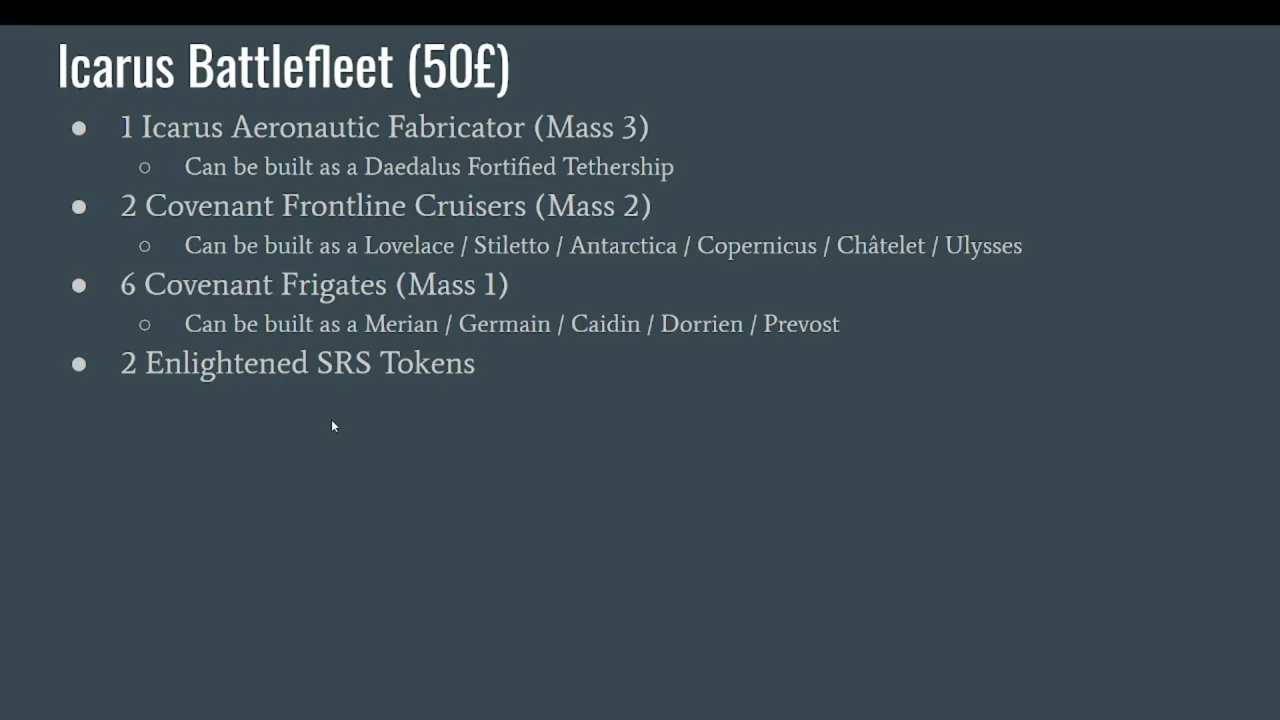 Icarus Battlefleet (50£)
● 1 Icarus Aeronautic Fabricator (Mass 3)
○ Can be built as a Daedalus Fortified Tethership
● 2 Covenant Frontline Cruisers (Mass 2)
○ Can be built as a Lovelace / Stiletto / Antarctica / Copernicus / Châtelet / Ulysses
● 6 Covenant Frigates (Mass 1)
○ Can be built as a Merian / Germain / Caidin / Dorrien / Prevost
● 2 Enlightened SRS Tokens